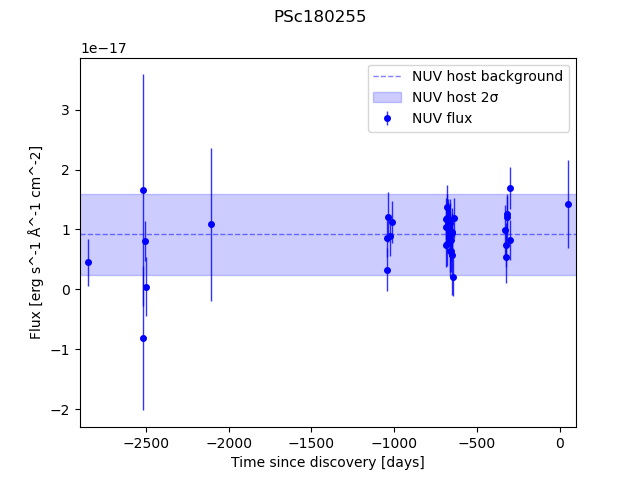 PSc180255
1e−17
NUV host background
NUV host 2σ
NUV flux
3
2
1
0
−1
−2
Flux [erg s^-1 Å^-1 cm^-2]
−2500 −2000 −1500 −1000 −500 0
Time since discovery [days]